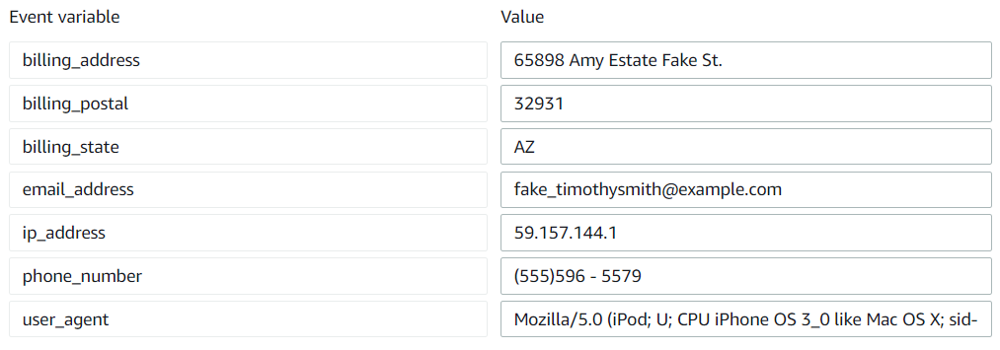 Event variable Value
billing_address 65898 Amy Estate Fake St.
billing_postal 32931
billing_state AZ
email_address fake_timothysmith@example.com
ip_address 59.157.144.1
phone_number (555)596 - 5579
user_agent Mozilla/5.0 (iPod; U; CPU iPhone OS 3_0 like Mac OS X; sid-